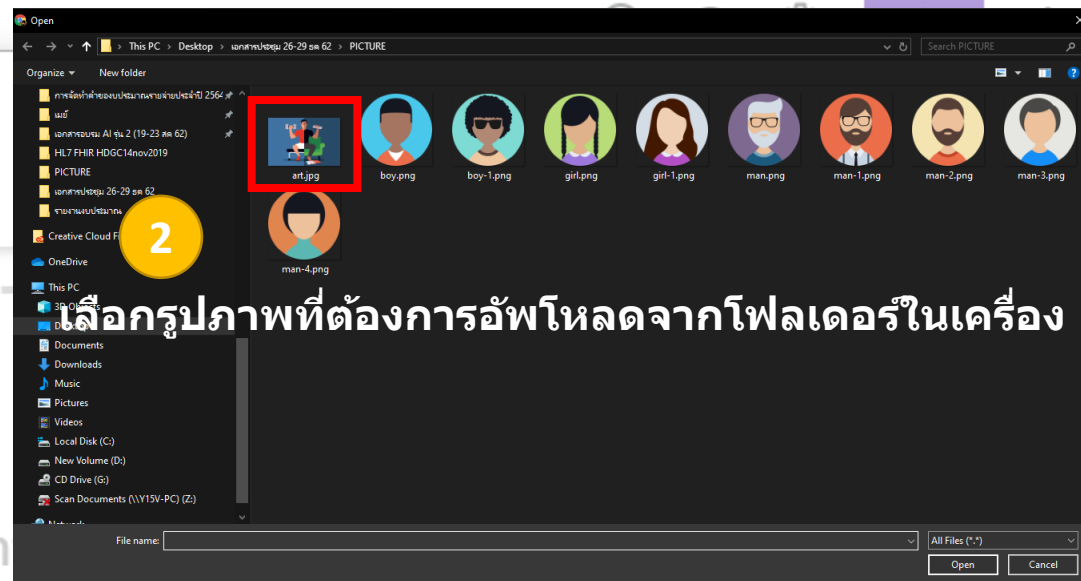 Open
This PC > Desktop > เอกสารประชุม 26-29 ธค 62 > PICTURE
Search PICTURE
Organize
New folder
การจัดทำคำของบประมาณรายจ่ายประจำปี 2564
เมย์
เอกสารอบรม AI รุ่น 2 (19-23 สค 62)
HL7 FHIR HDGC14nov2019
PICTURE
เอกสารประชุม 26-29 ธค 62
รายงานงบประมาณ
Creative Cloud F
OneDrive
This PC
3D Objects
Documents
Downloads
Music
Pictures
Videos
Local Disk (C:)
New Volume (D:)
CD Drive (G:)
Scan Documents (\\Y15V-PC) (Z:)
Network
art.jpg
boy.png
boy-1.png
girl.png
girl-1.png
man.png
man-1.png
man-2.png
man-3.png
man-4.png
2
เลือกรูปภาพที่ต้องการอัพโหลดจากโฟลเดอร์ในเครื่อง
File name:
All Files (*.*)
Open
Cancel